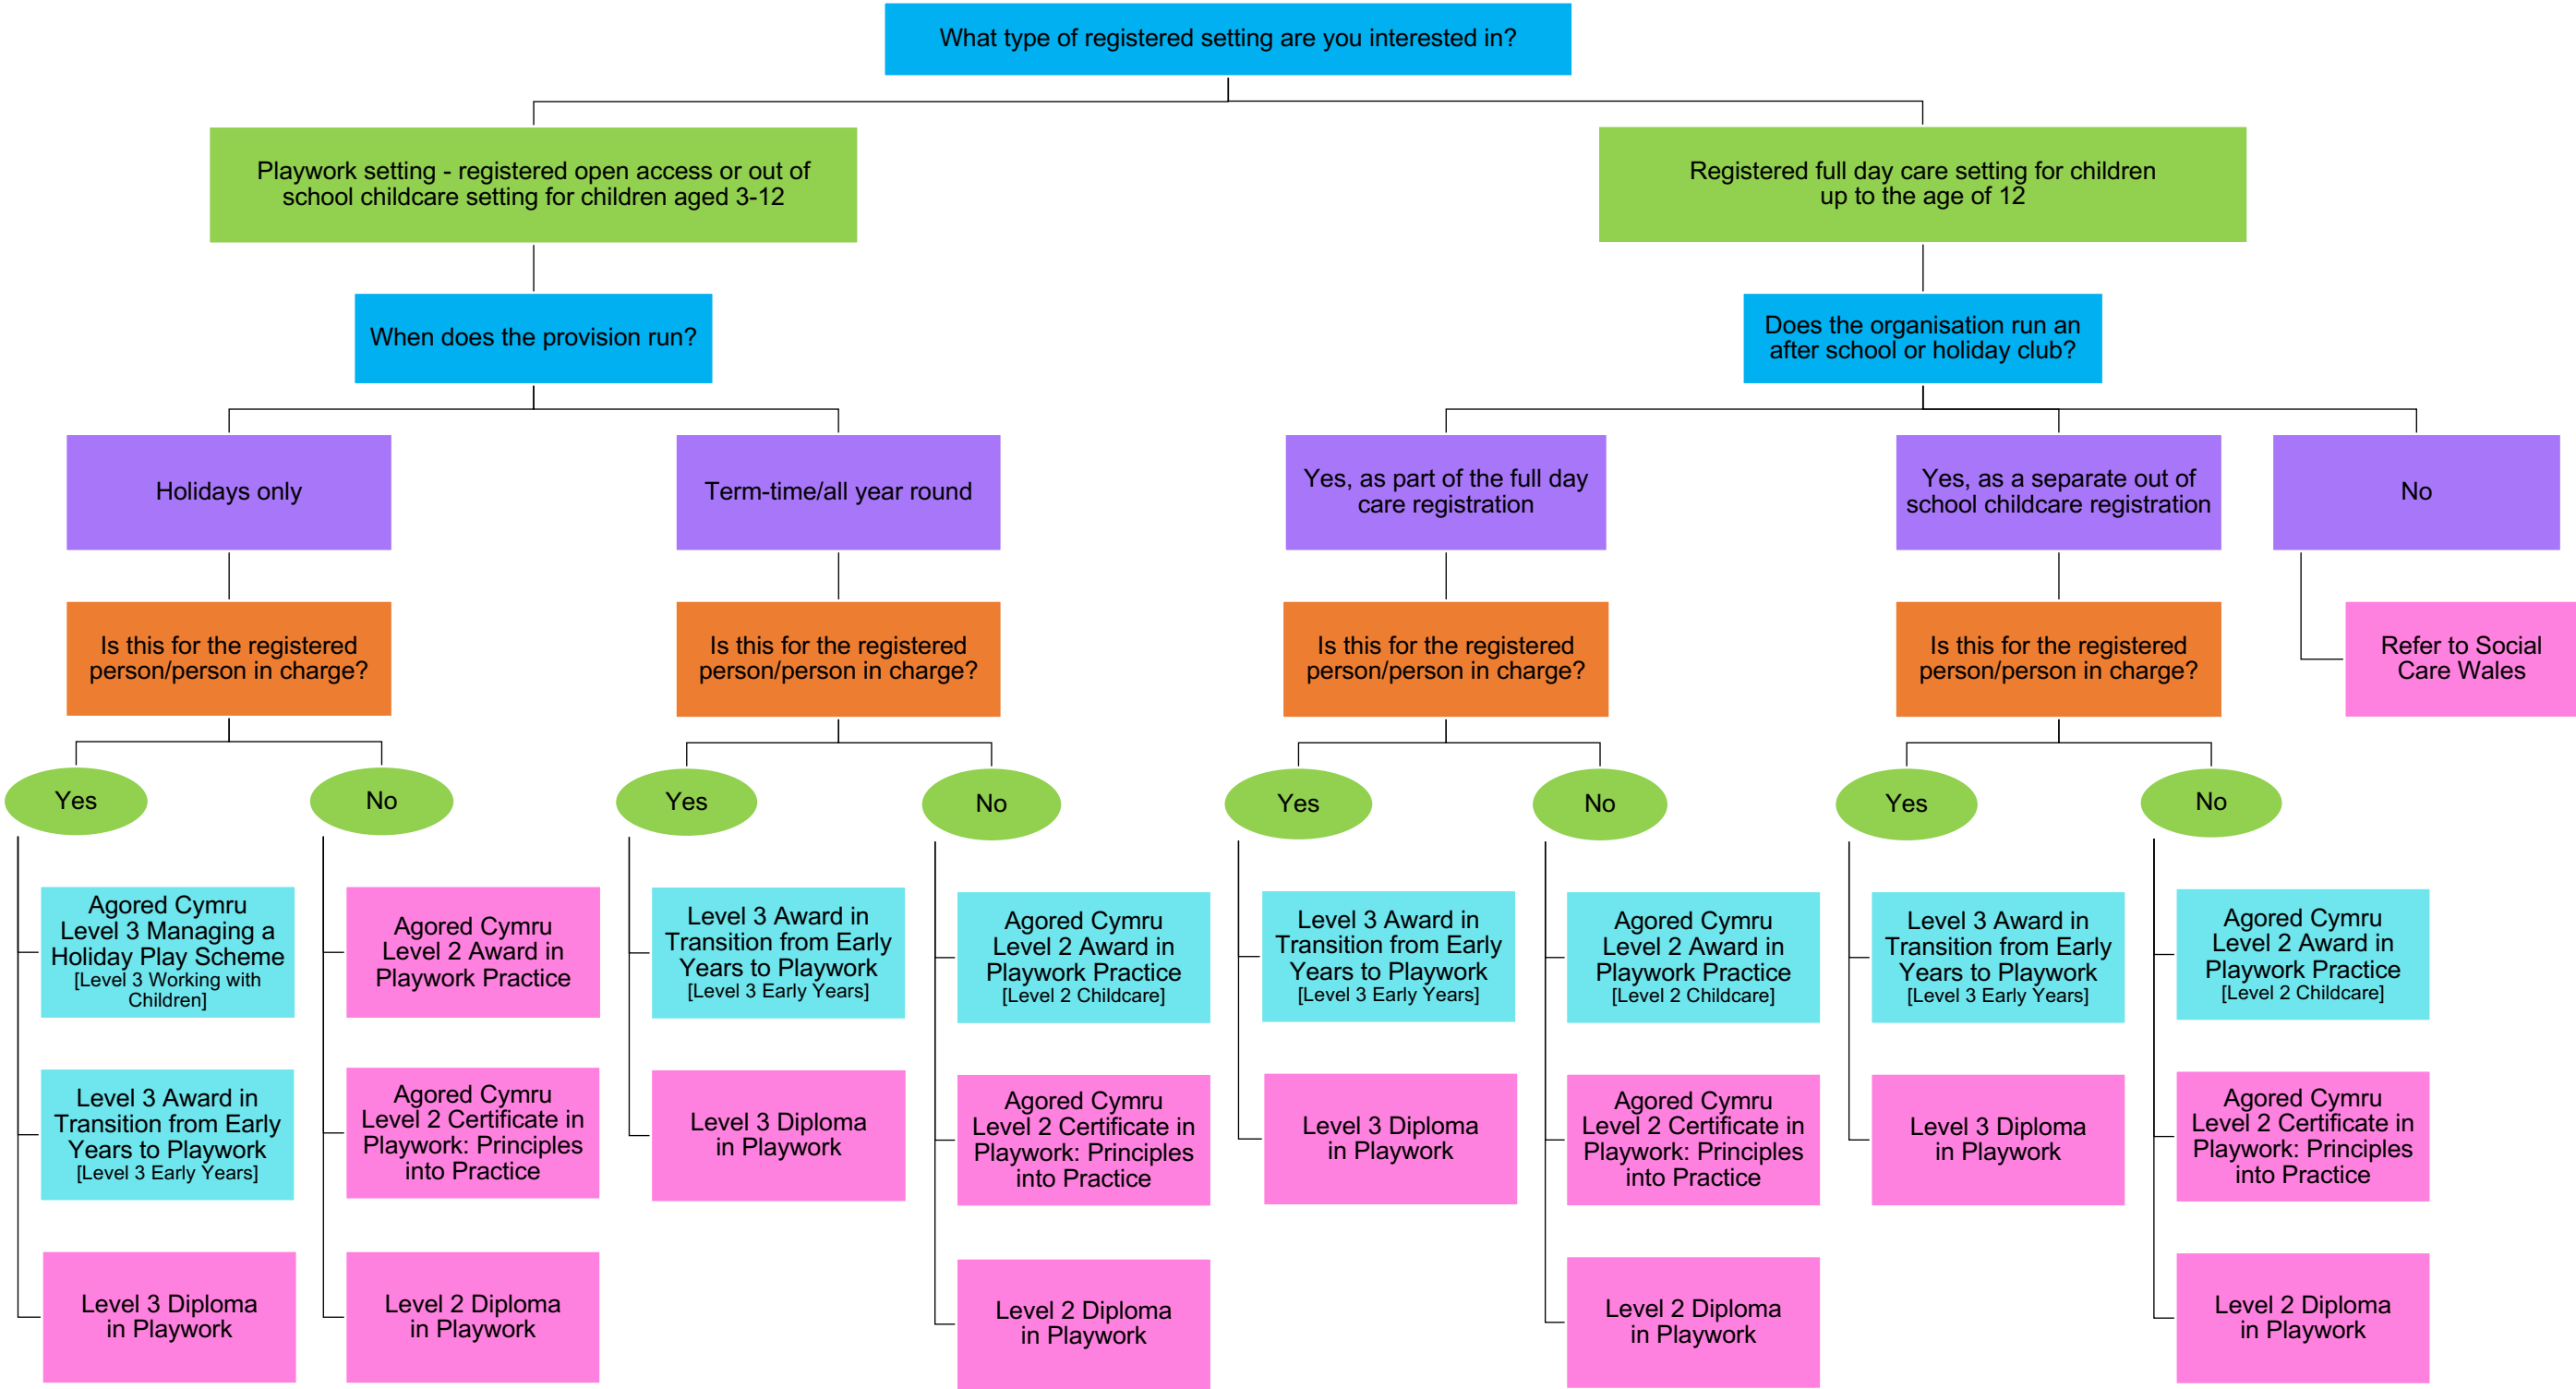 What type of registered setting are you interested in?
Playwork setting - registered open access or out of
school childcare setting for children aged 3-12
Registered full day care setting for children
up to the age of 12
When does the provision run?
Does the organisation run an
after school or holiday club?
Holidays only
Term-time/all year round
Yes, as part of the full day
care registration
Yes, as a separate out of
school childcare registration
No
Is this for the registered
person/person in charge?
Is this for the registered
person/person in charge?
Is this for the registered
person/person in charge?
Is this for the registered
person/person in charge?
Refer to Social
Care Wales
Yes
No
Yes
No
Yes
No
Yes
No
Agored Cymru
Level 3 Managing a
Holiday Play Scheme
[Level 3 Working with
Children]
Agored Cymru
Level 2 Award in
Playwork Practice
Level 3 Award in
Transition from Early
Years to Playwork
[Level 3 Early Years]
Agored Cymru
Level 2 Award in
Playwork Practice
[Level 2 Childcare]
Level 3 Award in
Transition from Early
Years to Playwork
[Level 3 Early Years]
Agored Cymru
Level 2 Award in
Playwork Practice
[Level 2 Childcare]
Level 3 Award in
Transition from Early
Years to Playwork
[Level 3 Early Years]
Agored Cymru
Level 2 Award in
Playwork Practice
[Level 2 Childcare]
Level 3 Award in
Transition from Early
Years to Playwork
[Level 3 Early Years]
Agored Cymru
Level 2 Certificate in
Playwork: Principles
into Practice
Level 3 Diploma
in Playwork
Agored Cymru
Level 2 Certificate in
Playwork: Principles
into Practice
Level 3 Diploma
in Playwork
Agored Cymru
Level 2 Certificate in
Playwork: Principles
into Practice
Level 3 Diploma
in Playwork
Agored Cymru
Level 2 Certificate in
Playwork: Principles
into Practice
Level 3 Diploma
in Playwork
Level 2 Diploma
in Playwork
Level 2 Diploma
in Playwork
Level 2 Diploma
in Playwork
Level 2 Diploma
in Playwork